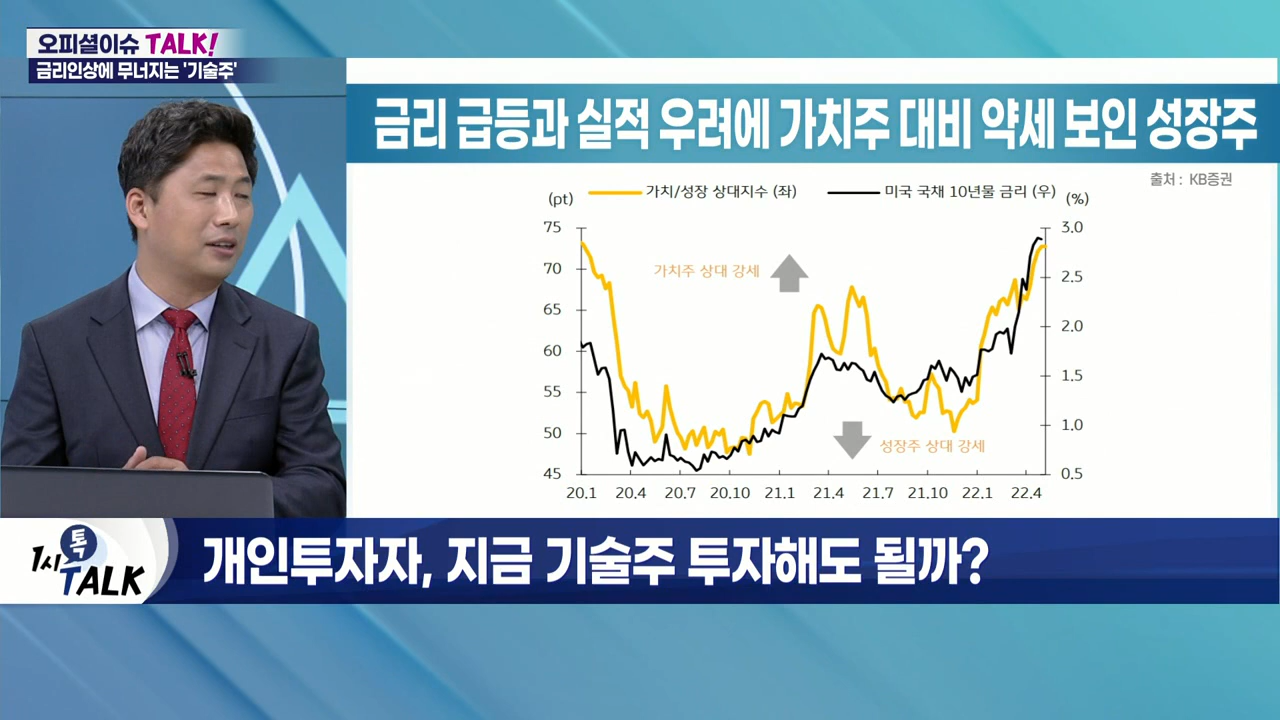 오피셜이슈 TALK!
금리인상에 무너지는 '기술주'
금리 급등과 실적 우려에 가치주 대비 약세 보인 성장주
출처 : KB증권
(pt) 가치/성장 상대지수 (좌) 미국 국채 10년물 금리 (우) (%)
75 3.0
70 2.5
가치주 상대 강세
65 2.0
60
55 1.5
50 1.0
성장주 상대 강세
45 0.5
20.1 20.4 20.7 20.10 21.1 21.4 21.7 21.10 22.1 22.4
1시 톡 TALK
개인투자자, 지금 기술주 투자해도 될까?